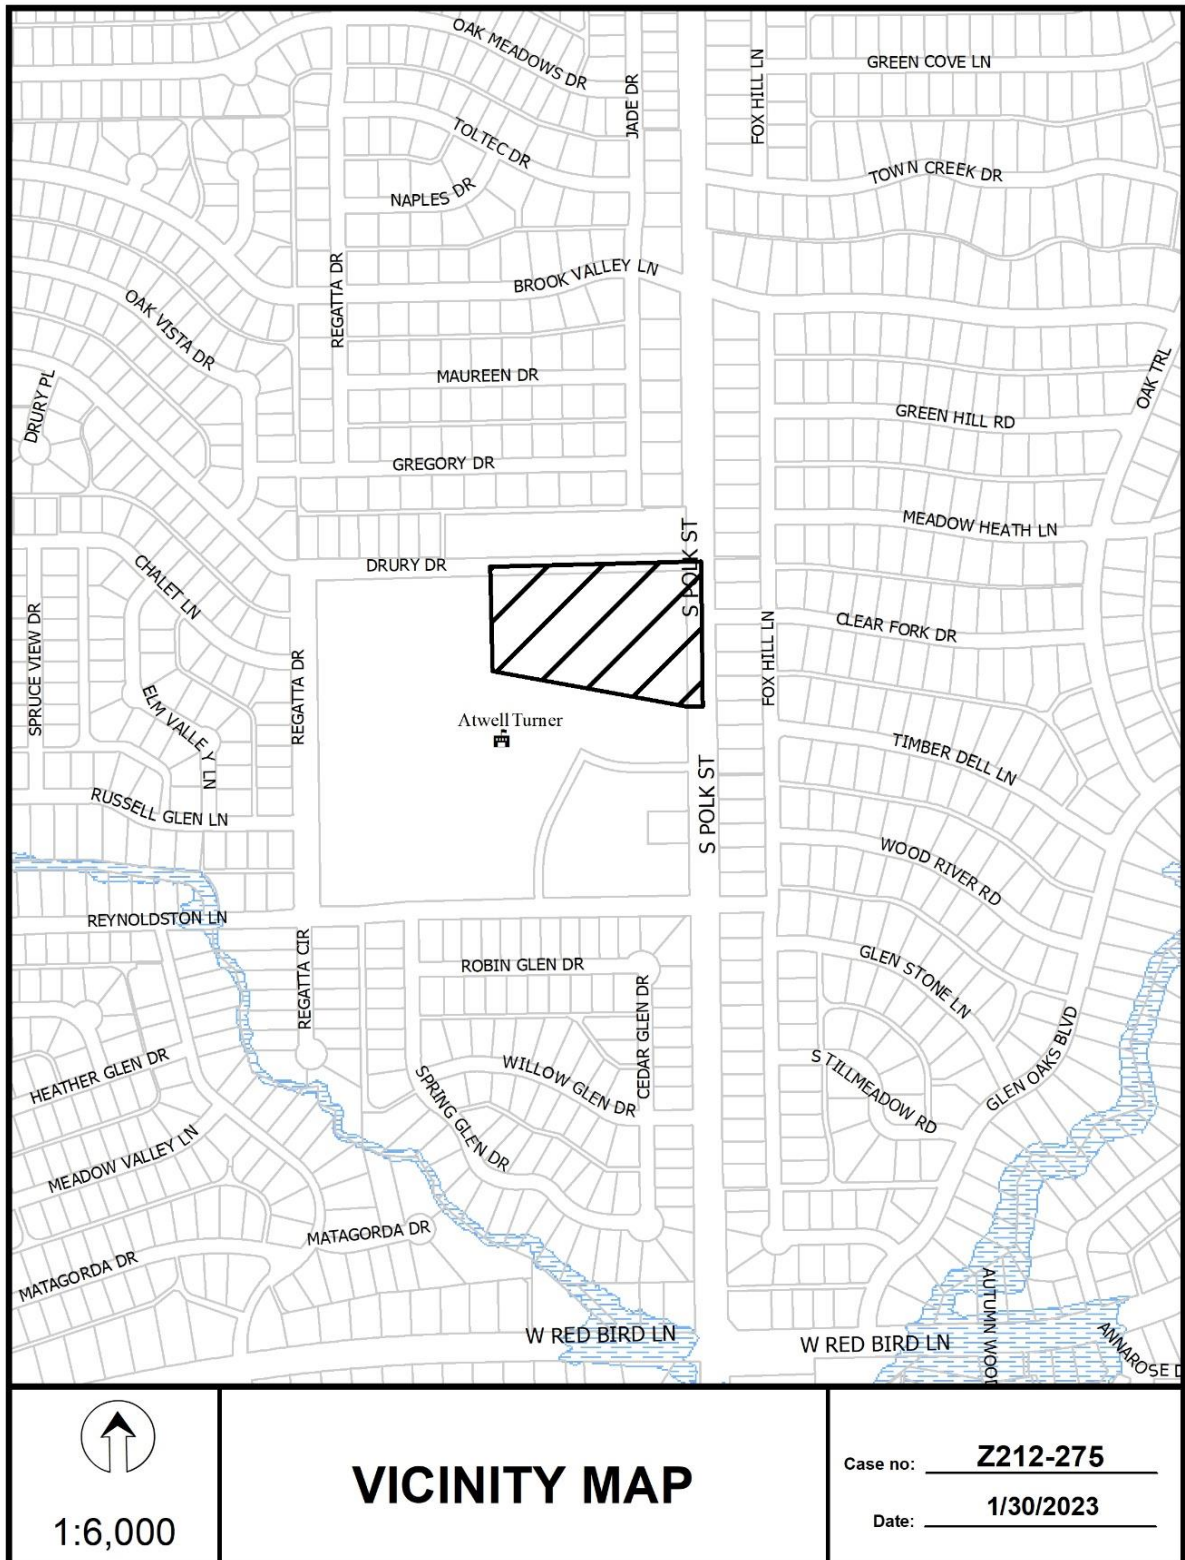 OAK MEADOWS DR
JADE DR
FOX HILL LN
GREEN COVE LN
TOLTEC DR
NAPLES DR
TOWN CREEK DR
REGATTA DR
BROOK VALLEY LN
OAK VISTA DR
MAUREEN DR
OAK TRL
DRURY PL
GREEN HILL RD
GREGORY DR
MEADOW HEATH LN
S POLK ST
DRURY DR
CHALET LN
SPRUCE VIEW DR
REGATTA DR
FOX HILL LN
CLEAR FORK DR
ELM VALLEY LN
Atwell Turner
TIMBER DELL LN
S POLK ST
RUSSELL GLEN LN
WOOD RIVER RD
REYNOLDSTON LN
REGATTA CIR
ROBIN GLEN DR
GLEN STONE LN
CEDAR GLEN DR
HEATHER GLEN DR
WILLOW GLEN DR
SPRING GLEN DR
S TILLMEADOW RD
GLEN OAKS BLVD
MEADOW VALLEY LN
MATAGORDA DR
MATAGORDA DR
W RED BIRD LN
W RED BIRD LN
AUTUMN WOO
ANNAROSE D
1:6,000
VICINITY MAP
Case no: Z212-275
Date: 1/30/2023